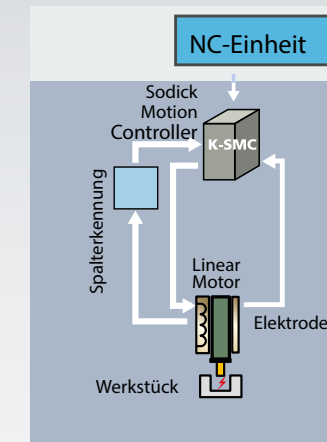 NC-Einheit
Sodick
Motion
Controller
K-SMC
Spalterkennung
Linear
Motor
Elektrode
Werkstück